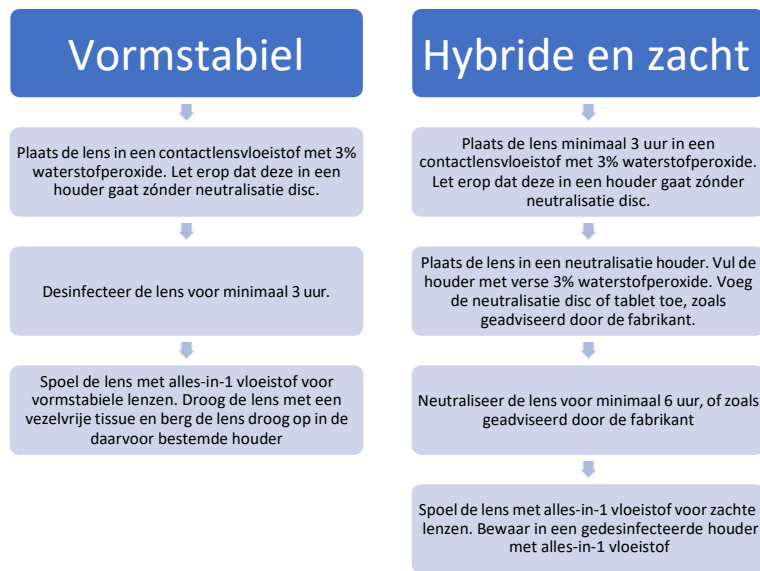 Vormstabiel
Plaats de lens in een contactlensvloeistof met 3%
waterstofperoxide. Let erop dat deze in een
houder gaat zónder neutralisatie disc.
Desinfecteer de lens voor minimaal 3 uur.
Spoel de lens met alles-in-1 vloeistof voor
vormstabiele lenzen. Droog de lens met een
vezelvrije tissue en berg de lens droog op in de
daarvoor bestemde houder
Hybride en zacht
Plaats de lens minimaal 3 uur in een
contactlensvloeistof met 3% waterstofperoxide.
Let erop dat deze in een houder gaat zónder
neutralisatie disc.
Plaats de lens in een neutralisatie houder. Vul de
houder met verse 3% waterstofperoxide. Voeg
de neutralisatie disc of tablet toe, zoals
geadviseerd door de fabrikant.
Neutraliseer de lens voor minimaal 6 uur, of zoals
geadviseerd door de fabrikant
Spoel de lens met alles-in-1 vloeistof voor zachte
lenzen. Bewaar in een gedesinfecteerde houder
met alles-in-1 vloeistof